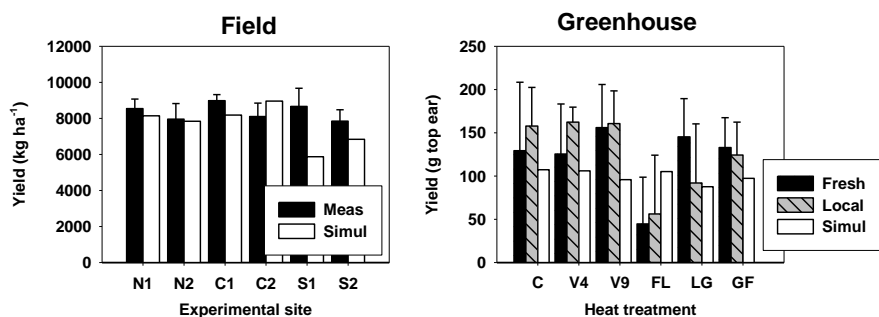 Field
Yield (kg ha-1)
12000
10000
8000
6000
4000
2000
0
Meas
Simul
N1 N2 C1 C2 S1 S2
Experimental site
Greenhouse
Yield (g top ear)
250
200
150
100
50
0
Fresh
Local
Simul
C V4 V9 FL LG GF
Heat treatment